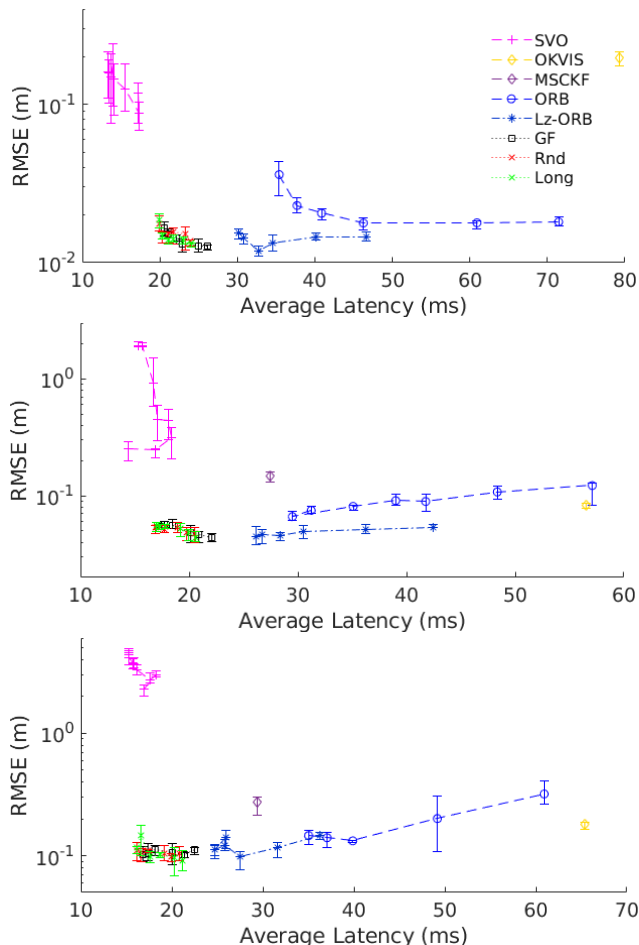 RMSE (m)
10^-1
10^-2
SVO
OKVIS
MSCKF
ORB
Lz-ORB
GF
Rnd
Long
10 20 30 40 50 60 70 80
Average Latency (ms)
RMSE (m)
10^0
10^-1
10 20 30 40 50 60
Average Latency (ms)
RMSE (m)
10^0
10^-1
10 20 30 40 50 60 70
Average Latency (ms)